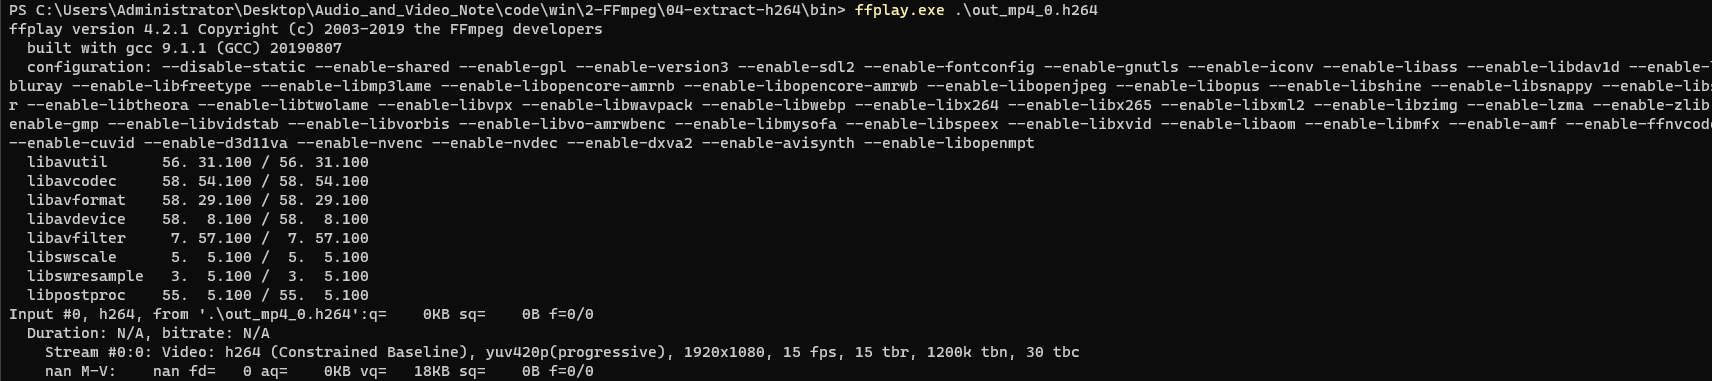 PS C:\Users\Administrator\Desktop\Audio_and_Video_Note\code\win\2-FFmpeg\04-extract-h264\bin> ffplay.exe .\out_mp4_0.h264
ffplay version 4.2.1 Copyright (c) 2003-2019 the FFmpeg developers
  built with gcc 9.1.1 (GCC) 20190807
  configuration: --disable-static --enable-shared --enable-gpl --enable-version3 --enable-sdl2 --enable-fontconfig --enable-gnutls --enable-iconv --enable-libass --enable-libdav1d --enable-
bluray --enable-libfreetype --enable-libmp3lame --enable-libopencore-amrnb --enable-libopencore-amrwb --enable-libopenjpeg --enable-libopus --enable-libshine --enable-libsnappy --enable-libs
r --enable-libtheora --enable-libtwolame --enable-libvpx --enable-libwavpack --enable-libwebp --enable-libx264 --enable-libx265 --enable-libxml2 --enable-libzimg --enable-lzma --enable-zlib
enable-gmp --enable-libvidstab --enable-libvorbis --enable-libvo-amrwbenc --enable-libmysofa --enable-libspeex --enable-libxvid --enable-libaom --enable-libmfx --enable-amf --enable-ffnvcod
--enable-cuvid --enable-d3d11va --enable-nvenc --enable-nvdec --enable-dxva2 --enable-avisynth --enable-libopenmpt
  libavutil      56. 31.100 / 56. 31.100
  libavcodec     58. 54.100 / 58. 54.100
  libavformat    58. 29.100 / 58. 29.100
  libavdevice    58.  8.100 / 58.  8.100
  libavfilter     7. 57.100 /  7. 57.100
  libswscale      5.  5.100 /  5.  5.100
  libswresample   3.  5.100 /  3.  5.100
  libpostproc    55.  5.100 / 55.  5.100
Input #0, h264, from '.\out_mp4_0.h264':q=    0KB sq=    0B f=0/0
  Duration: N/A, bitrate: N/A
    Stream #0:0: Video: h264 (Constrained Baseline), yuv420p(progressive), 1920x1080, 15 fps, 15 tbr, 1200k tbn, 30 tbc
    nan M-V:    nan fd=   0 aq=    0KB vq=   18KB sq=    0B f=0/0